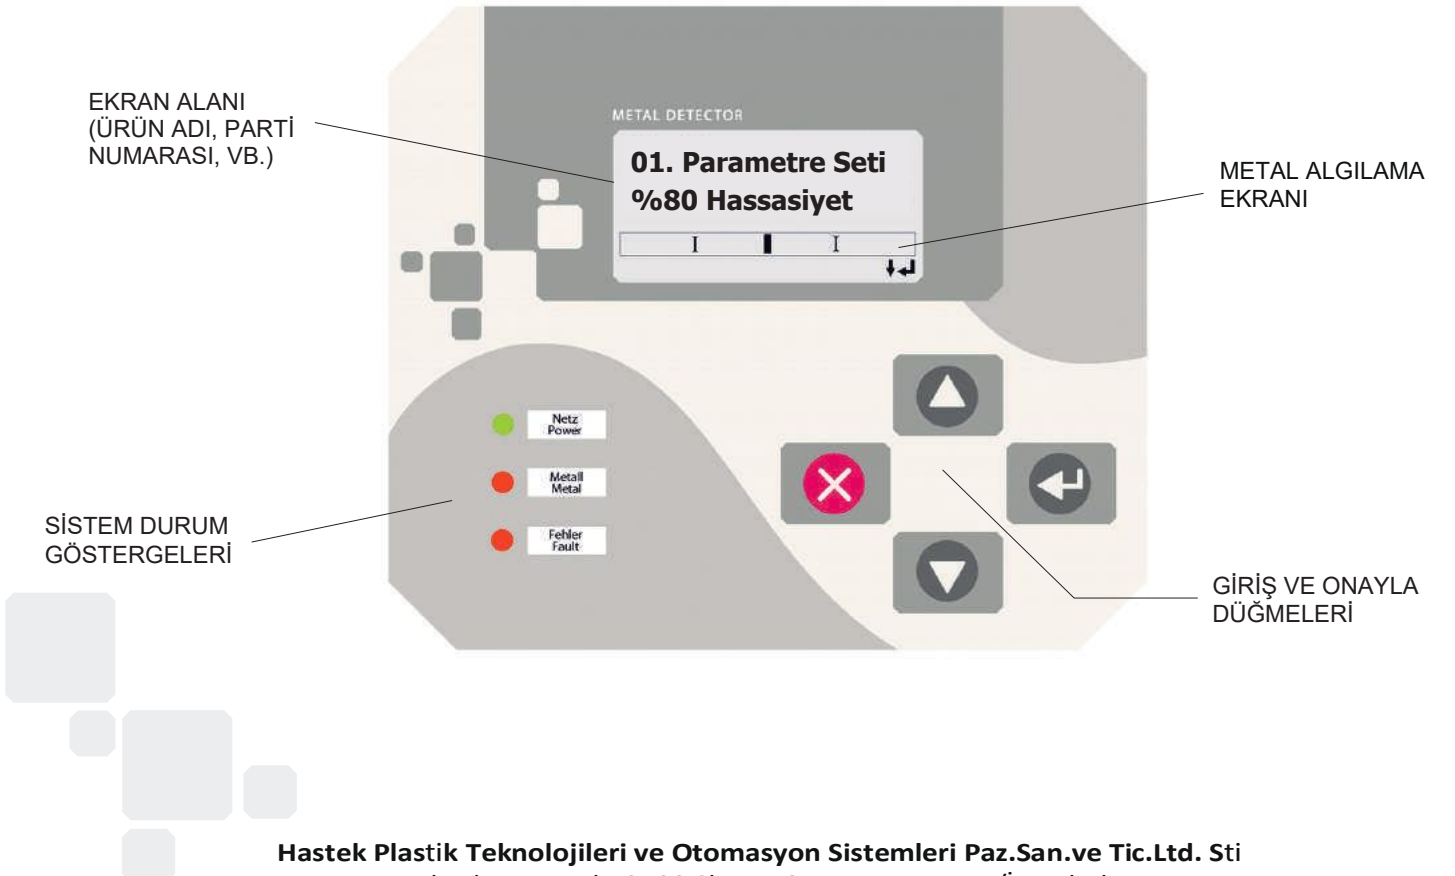 EKRAN ALANI
(ÜRÜN ADI, PARTİ
NUMARASI, VB.)
METAL DETECTOR
01. Parametre Seti
%80 Hassasiyet
METAL ALGILAMA
EKRANI
Netz
Power
Metall
Metal
Fehler
Fault
SİSTEM DURUM
GÖSTERGELERİ
GİRİŞ VE ONAYLA
DÜĞMELERİ
Hastek Plastik Teknolojileri ve Otomasyon Sistemleri Paz.San.ve Tic.Ltd. Sti